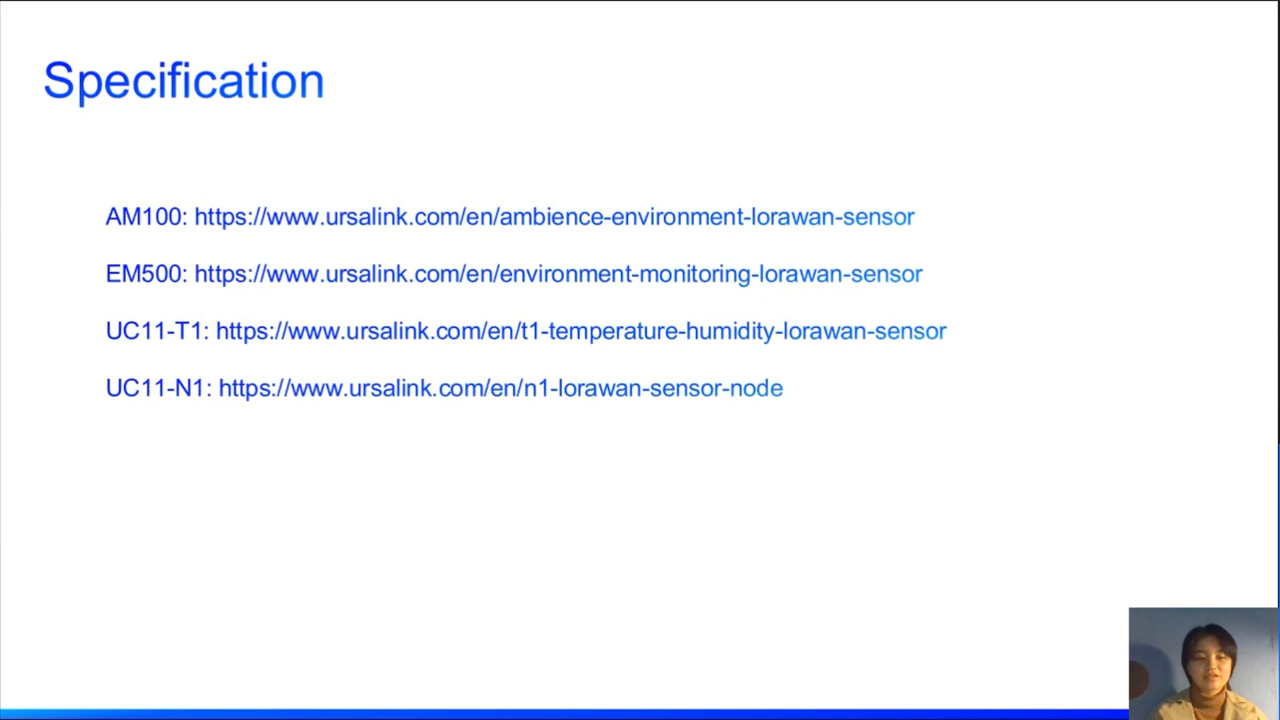 Specification
AM100: https://www.ursalink.com/en/ambience-environment-lorawan-sensor
EM500: https://www.ursalink.com/en/environment-monitoring-lorawan-sensor
UC11-T1: https://www.ursalink.com/en/t1-temperature-humidity-lorawan-sensor
UC11-N1: https://www.ursalink.com/en/n1-lorawan-sensor-node